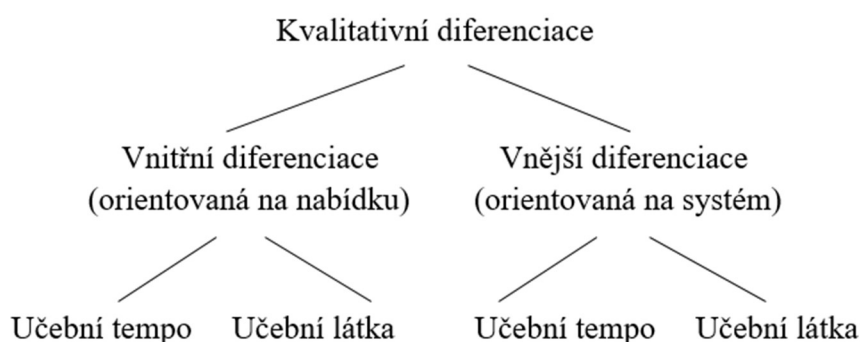 Kvalitativní diferenciace
Vnitřní diferenciace
(orientovaná na nabídku)
Vnější diferenciace
(orientovaná na systém)
Učební tempo
Učební látka
Učební tempo
Učební látka